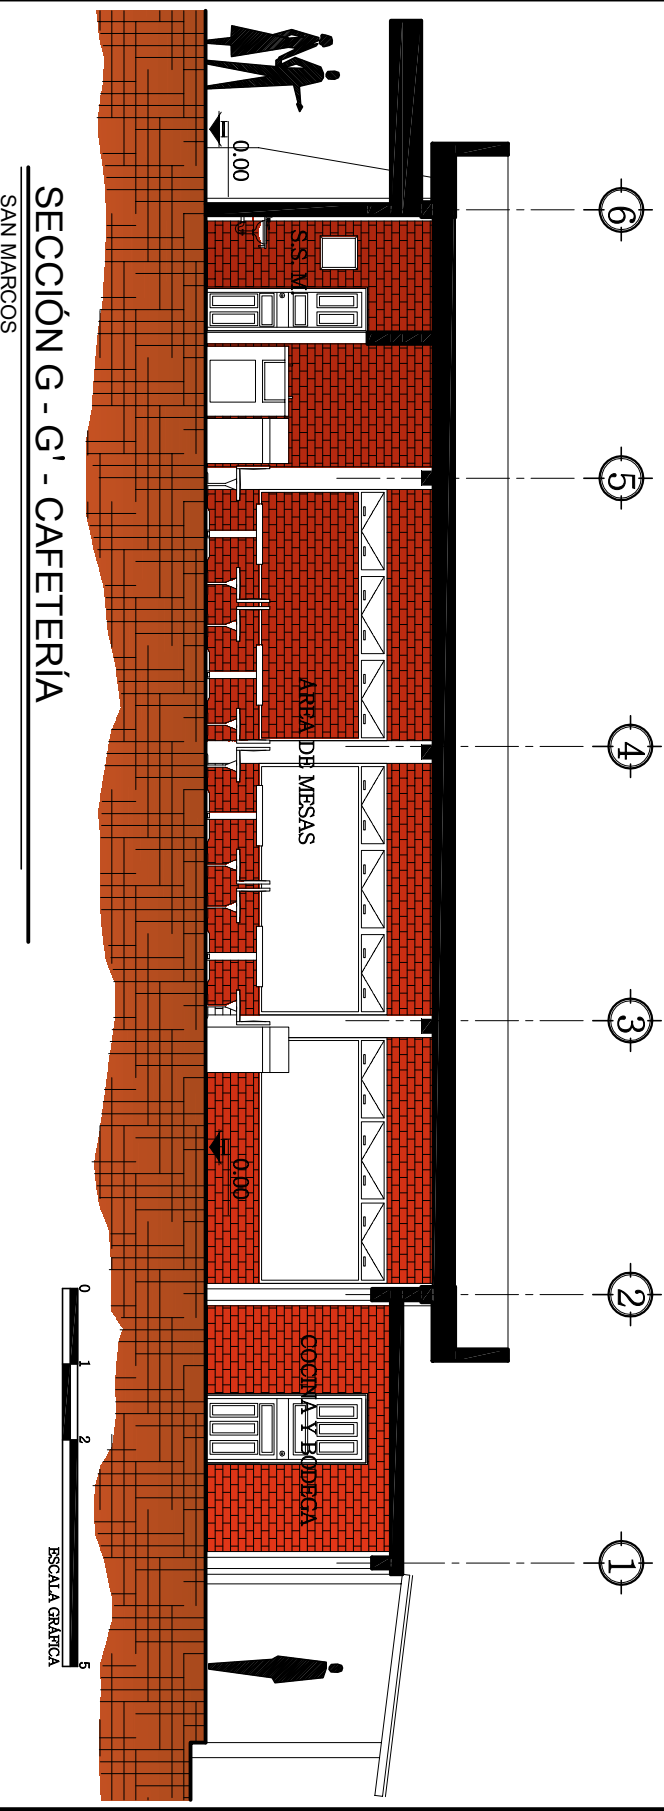 6
5
4
3
2
1
0.00
S.S. M.
ÁREA DE MESAS
0.00
COCINA Y BODEGA
SECCIÓN G - G' - CAFETERÍA
SAN MARCOS
0 1 2 5
ESCALA GRÁFICA